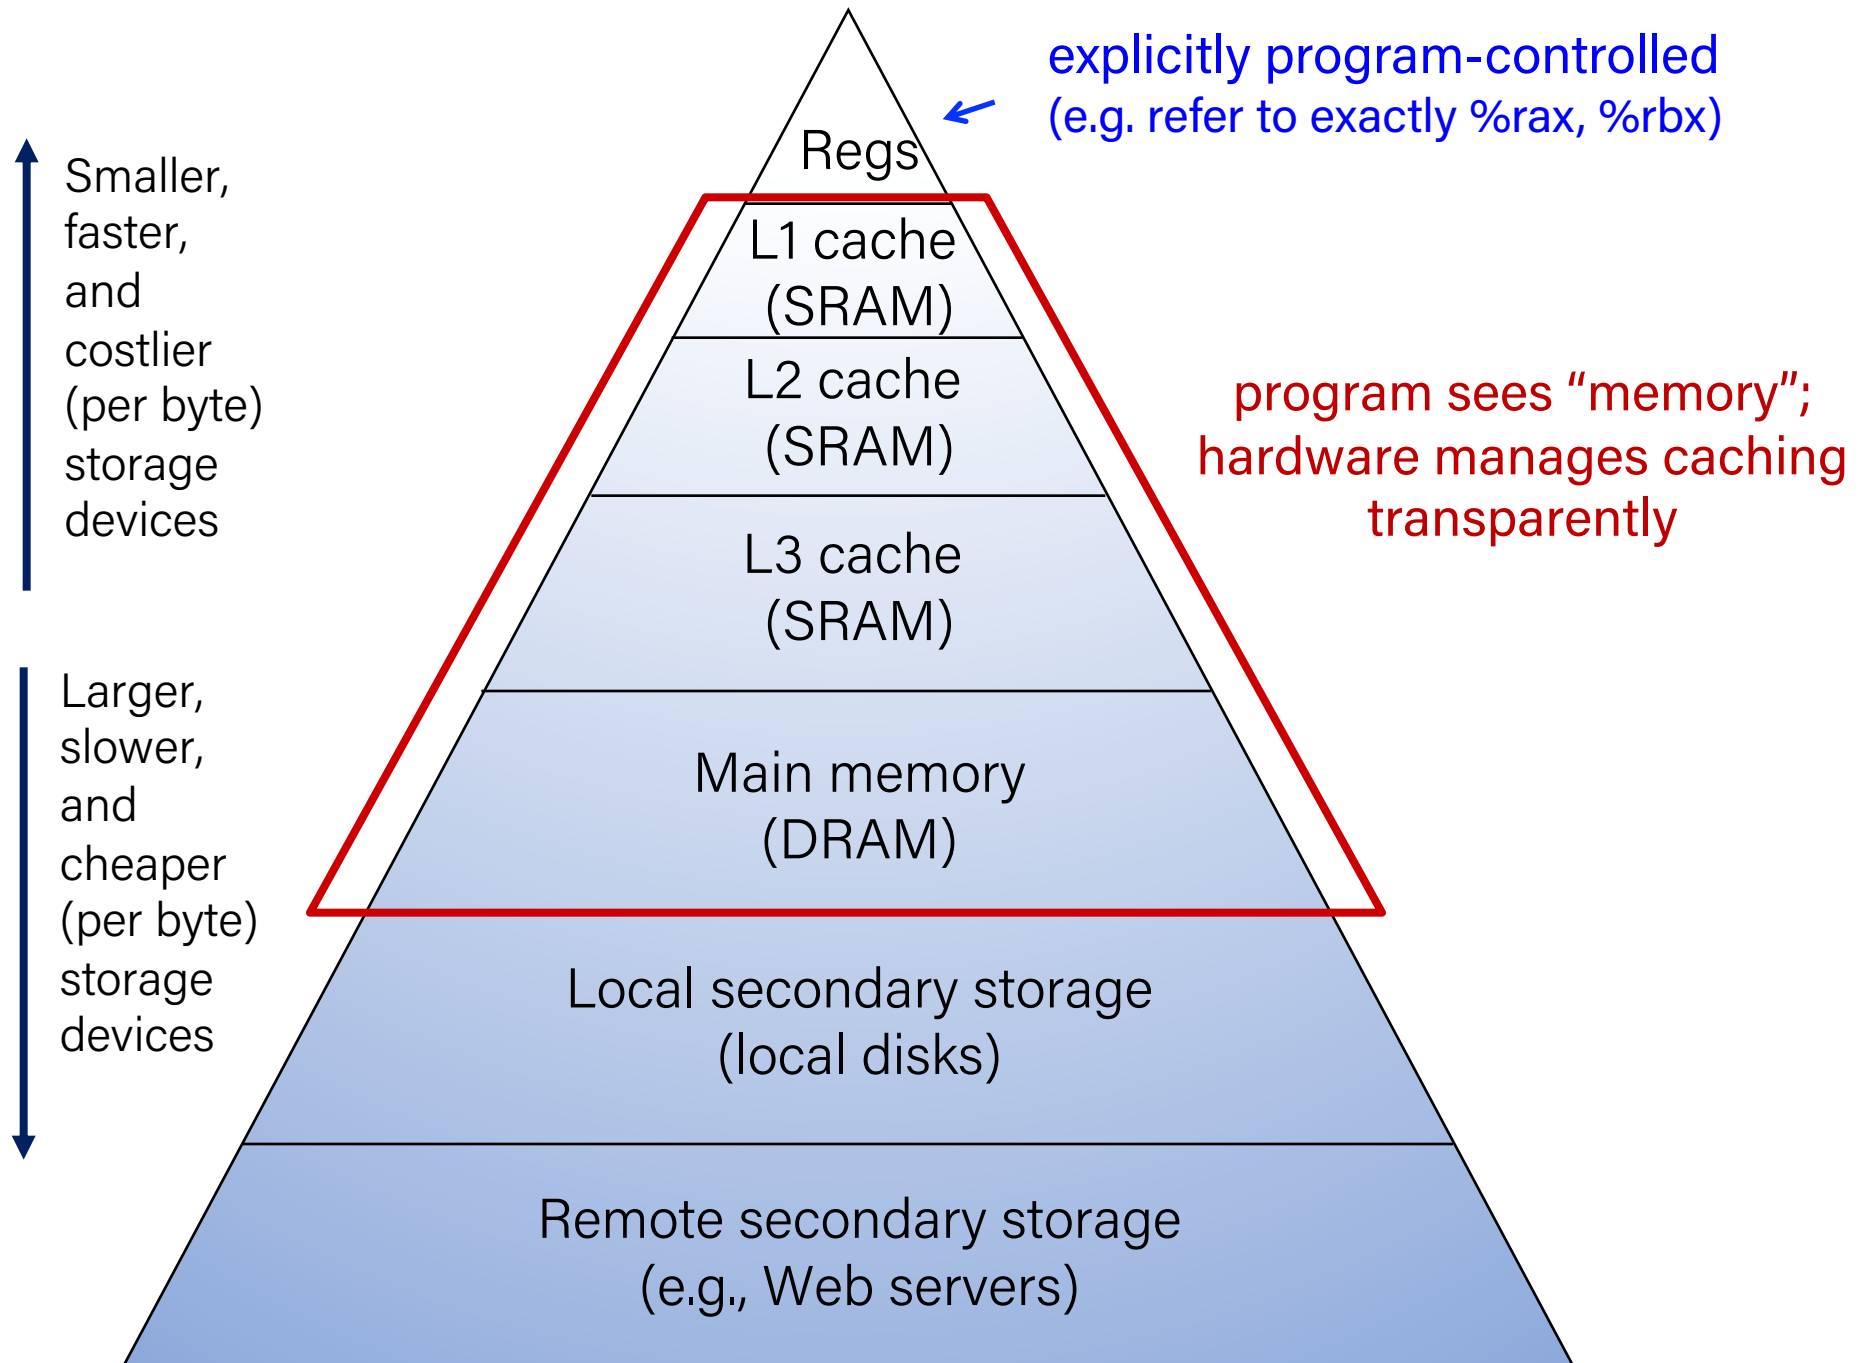 explicitly program-controlled
(e.g. refer to exactly %rax, %rbx)
Regs
Smaller,
faster,
and
costlier
(per byte)
storage
devices
L1 cache
(SRAM)
L2 cache
(SRAM)
program sees “memory”;
hardware manages caching
transparently
L3 cache
(SRAM)
Larger,
slower,
and
cheaper
(per byte)
storage
devices
Main memory
(DRAM)
Local secondary storage
(local disks)
Remote secondary storage
(e.g., Web servers)